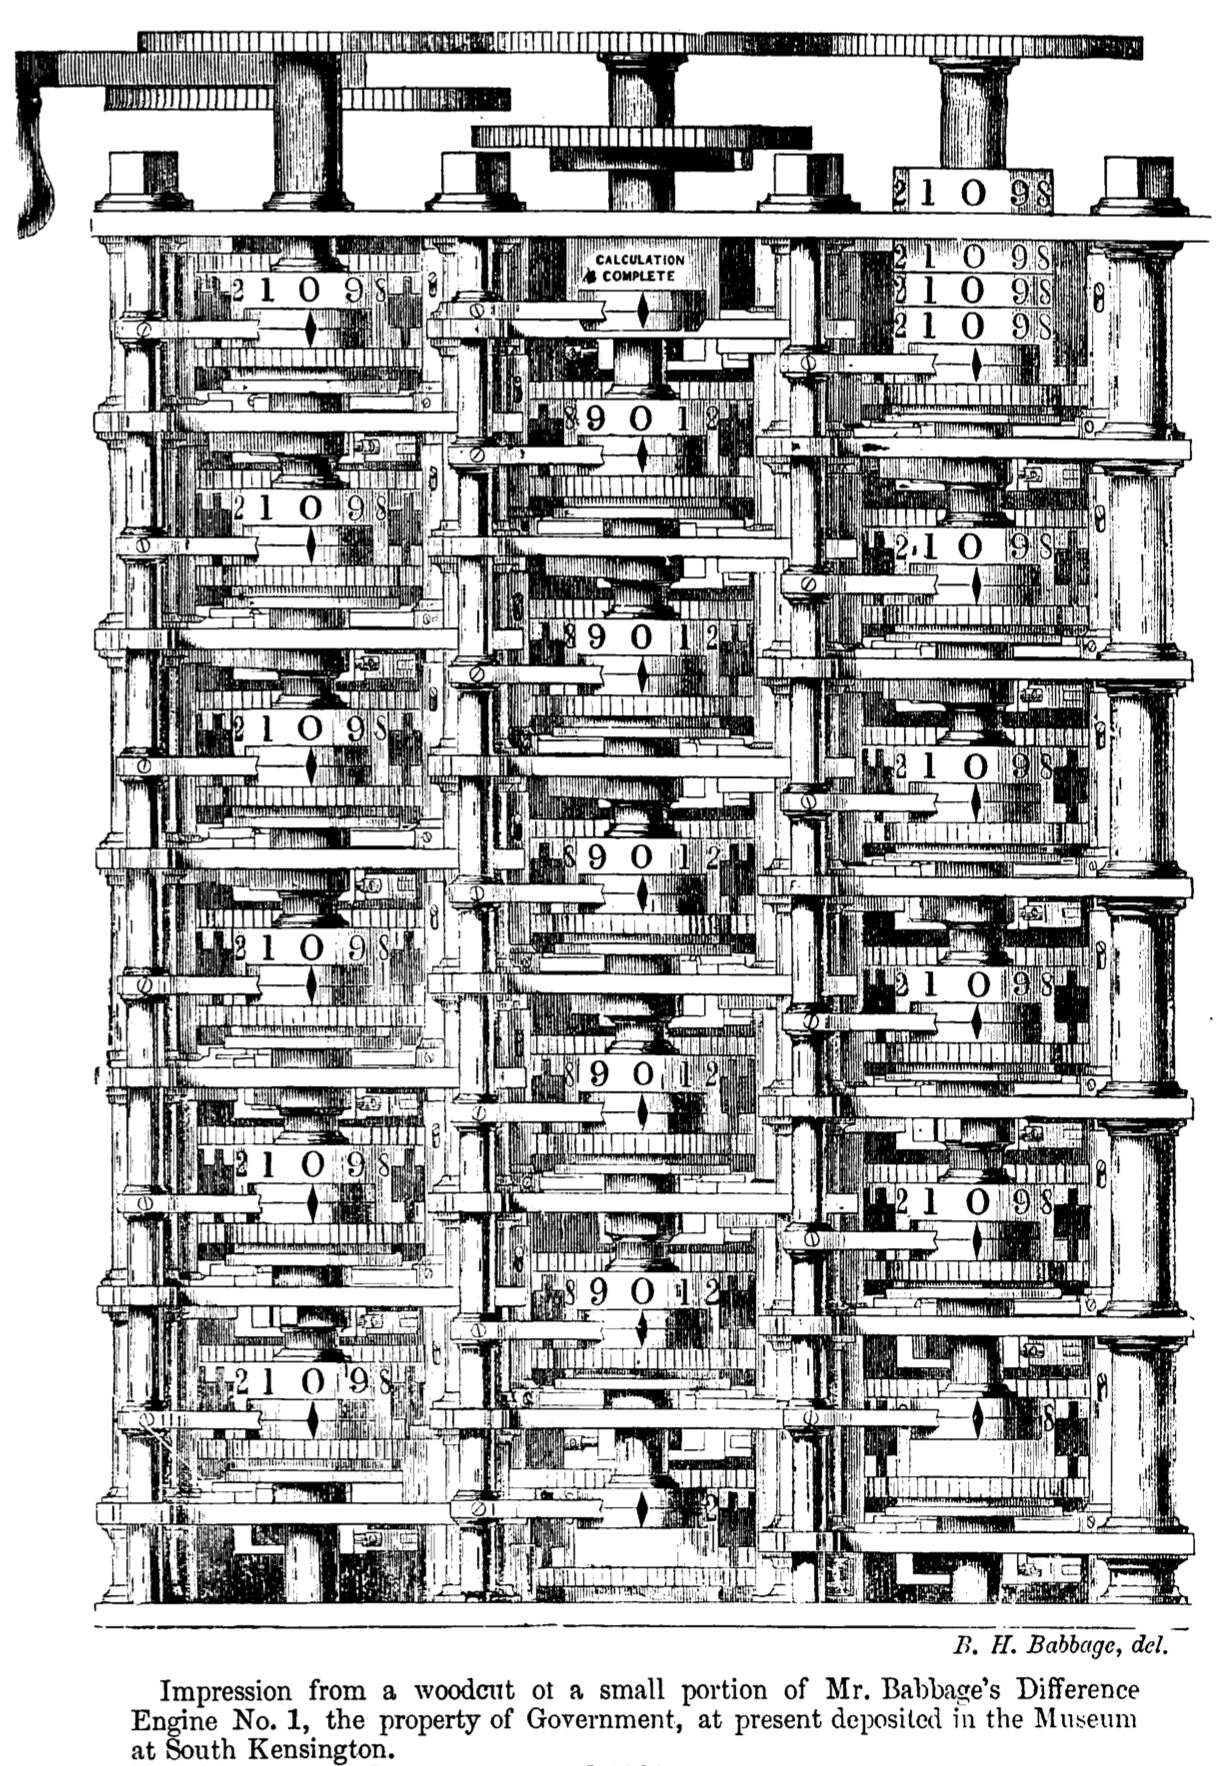 2 1 0 9 8
2 1 0 9 8
CALCULATION
COMPLETE
2 1 0 9 8
2 1 0 9 8
2 1 0 9 8
8 9 0 1 2
2 1 0 9 8
2 1 0 9 8
8 9 0 1 2
2 1 0 9 8
2 1 0 9 8
8 9 0 1 2
2 1 0 9 8
2 1 0 9 8
8 9 0 1 2
2 1 0 9 8
2 1 0 9 8
8 9 0 1 2
2 1 0 9 8
8
2
B. H. Babbage, del.
Impression from a woodcut of a small portion of Mr. Babbage's Difference
Engine No. 1, the property of Government, at present deposited in the Museum
at South Kensington.